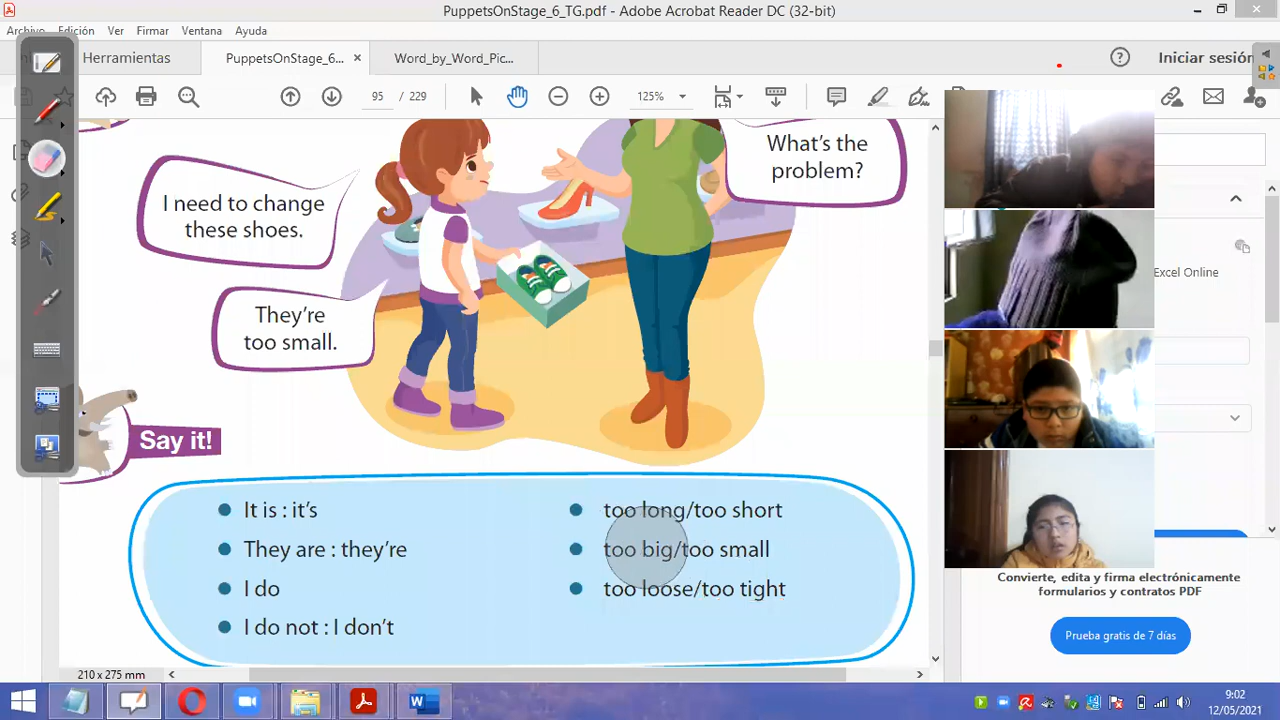 PuppetsOnStage_6_TG.pdf - Adobe Acrobat Reader DC (32-bit)
Archivo Edición Ver Firmar Ventana Ayuda
Herramientas
PuppetsOnStage_6... ×
Word_by_Word_Pic...
Iniciar sesión
95 / 229
125%
What's the
problem?
I need to change
these shoes.
They're
too small.
Excel Online
Say it!
It is : it's
They are : they're
I do
I do not : I don't
too long/too short
too big/too small
too loose/too tight
Convierte, edita y firma electrónicamente
formularios y contratos PDF
Prueba gratis de 7 días
210 x 275 mm
9:02
12/05/2021